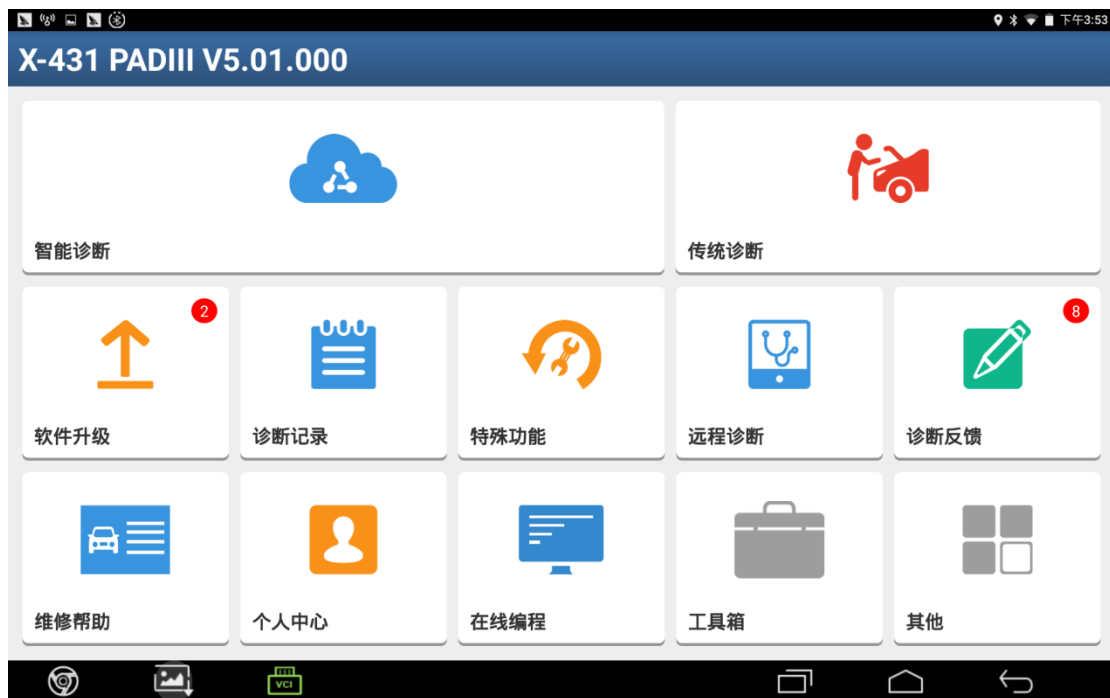 下午3:53
X-431 PADIII V5.01.000
智能诊断
传统诊断
2
8
软件升级
诊断记录
特殊功能
远程诊断
诊断反馈
维修帮助
个人中心
在线编程
工具箱
其他
VCI